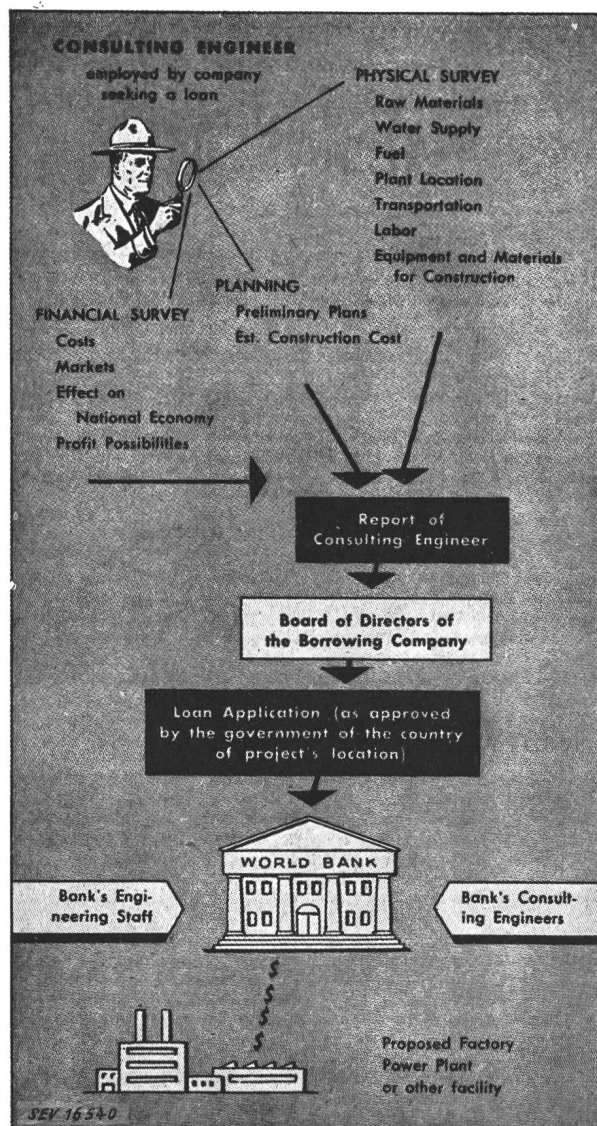 CONSULTING ENGINEER
employed by company
seeking a loan
PHYSICAL SURVEY
Raw Materials
Water Supply
Fuel
Plant Location
Transportation
Labor
Equipment and Materials
for Construction
PLANNING
Preliminary Plans
Est. Construction Cost
FINANCIAL SURVEY
Costs
Markets
Effect on
National Economy
Profit Possibilities
Report of
Consulting Engineer
Board of Directors of
the Borrowing Company
Loan Application (as approved
by the government of the country
of project's location)
WORLD BANK
Bank's Engi-
neering Staff
Bank's Consult-
ing Engineers
$
$
$
$
Proposed Factory
Power Plant
or other facility
SEV 16540